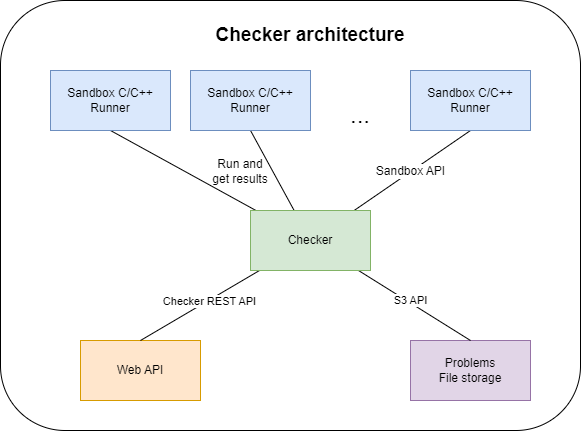 Checker architecture
Sandbox C/C++
Runner
Sandbox C/C++
Runner
...
Sandbox C/C++
Runner
Run and
get results
Sandbox API
Checker
Checker REST API
S3 API
Web API
Problems
File storage